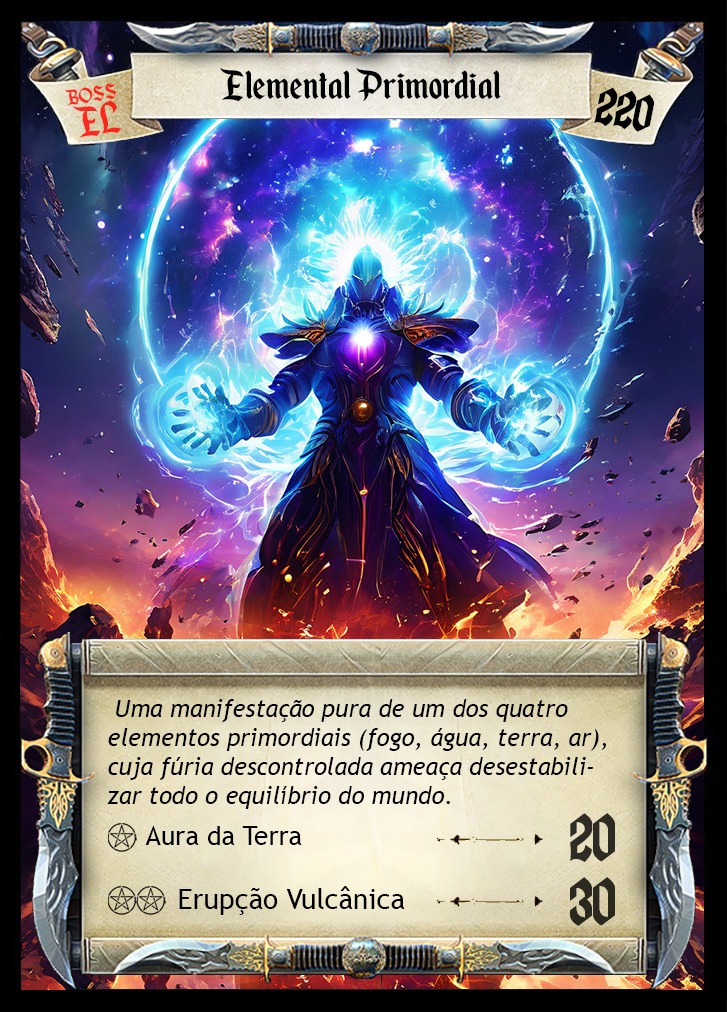 BOSS
EL
Elemental Primordial
220
Uma manifestação pura de um dos quatro
elementos primordiais (fogo, água, terra, ar),
cuja fúria descontrolada ameaça desestabili-
zar todo o equilíbrio do mundo.
Aura da Terra 20
Erupção Vulcânica 30